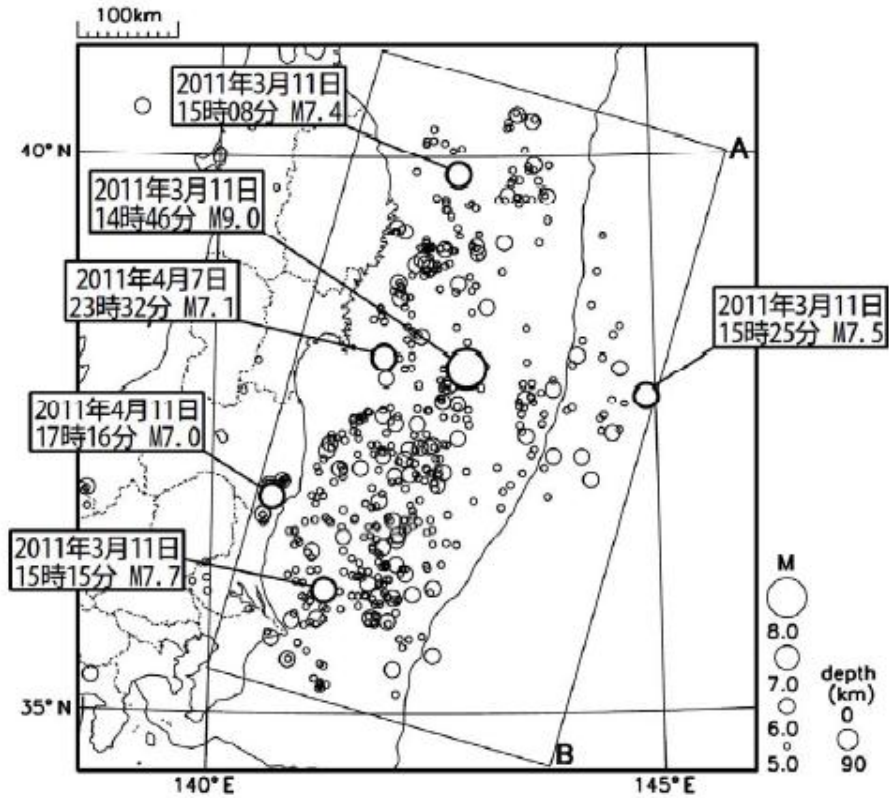 100km
2011年3月11日
15時08分 M7.4
40°N
A
2011年3月11日
14時46分 M9.0
2011年4月7日
23時32分 M7.1
2011年3月11日
15時25分 M7.5
2011年4月11日
17時16分 M7.0
2011年3月11日
15時15分 M7.7
M
8.0
7.0
6.0
5.0
depth
(km)
0
90
35°N
B
140°E
145°E